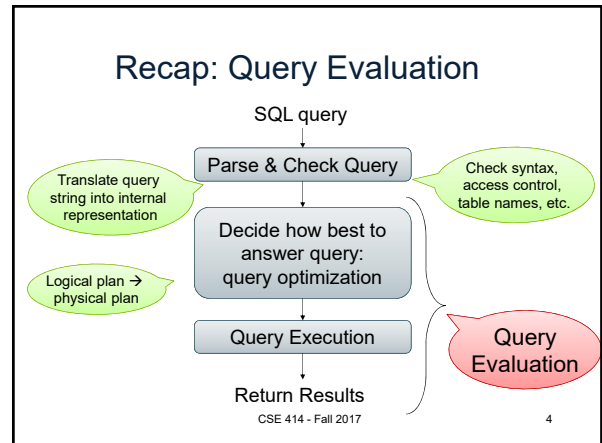 Recap: Query Evaluation
SQL query
Parse & Check Query
Translate query
string into internal
representation
Check syntax,
access control,
table names, etc.
Decide how best to
answer query:
query optimization
Logical plan →
physical plan
Query Execution
Query
Evaluation
Return Results
CSE 414 - Fall 2017
4